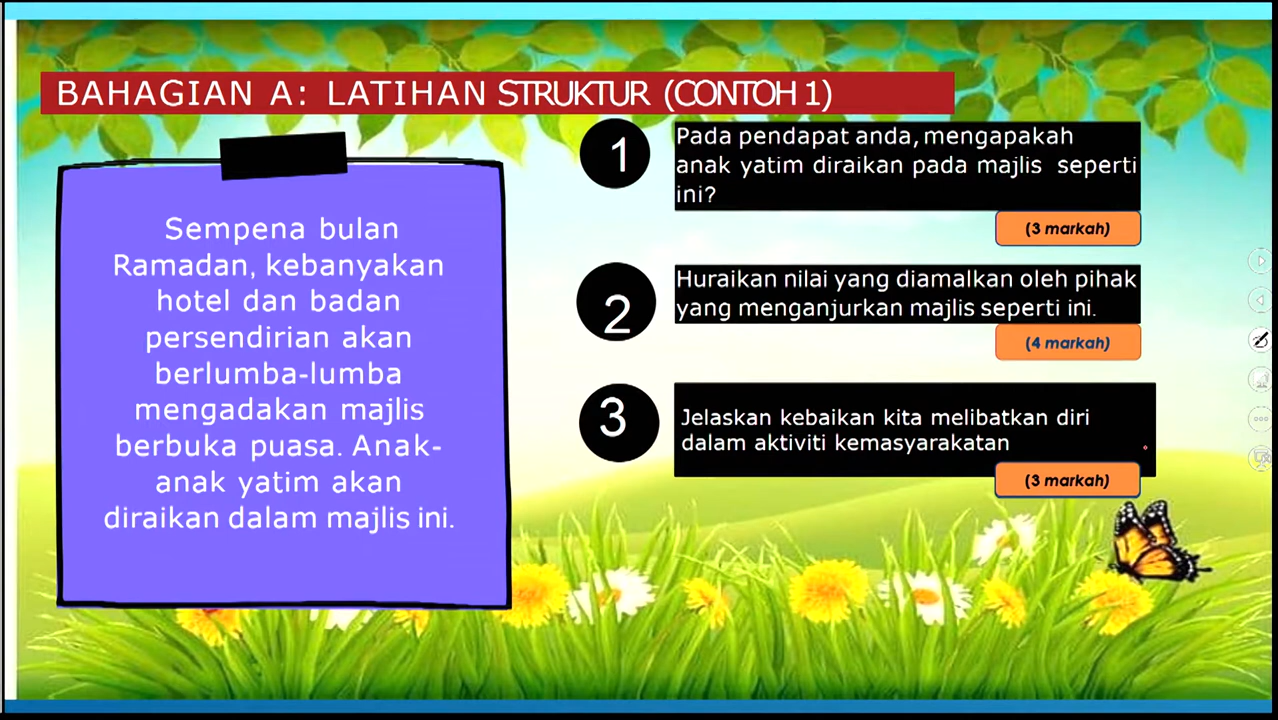 BAHAGIAN A: LATIHAN STRUKTUR (CONTOH 1)
Sempena bulan
Ramadan, kebanyakan
hotel dan badan
persendirian akan
berlumba-lumba
mengadakan majlis
berbuka puasa. Anak-
anak yatim akan
diraikan dalam majlis ini.
1
Pada pendapat anda, mengapakah
anak yatim diraikan pada majlis seperti
ini?
(3 markah)
2
Huraikan nilai yang diamalkan oleh pihak
yang menganjurkan majlis seperti ini.
(4 markah)
3
Jelaskan kebaikan kita melibatkan diri
dalam aktiviti kemasyarakatan
(3 markah)